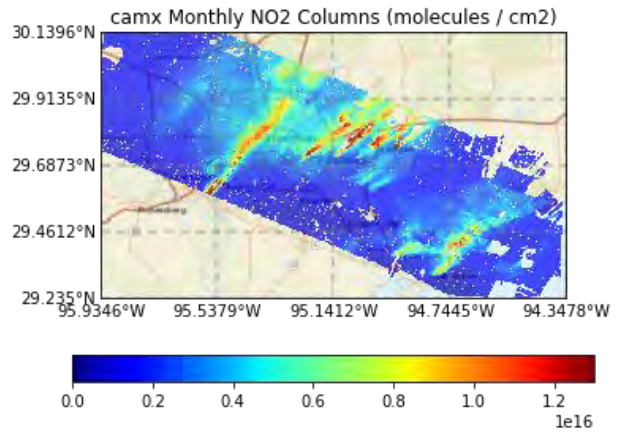 camx Monthly NO2 Columns (molecules / cm2)
30.1396°N
29.9135°N
29.6873°N
29.4612°N
29.235°N
95.9346°W 95.5379°W 95.1412°W 94.7445°W 94.3478°W
0.0 0.2 0.4 0.6 0.8 1.0 1.2
1e16